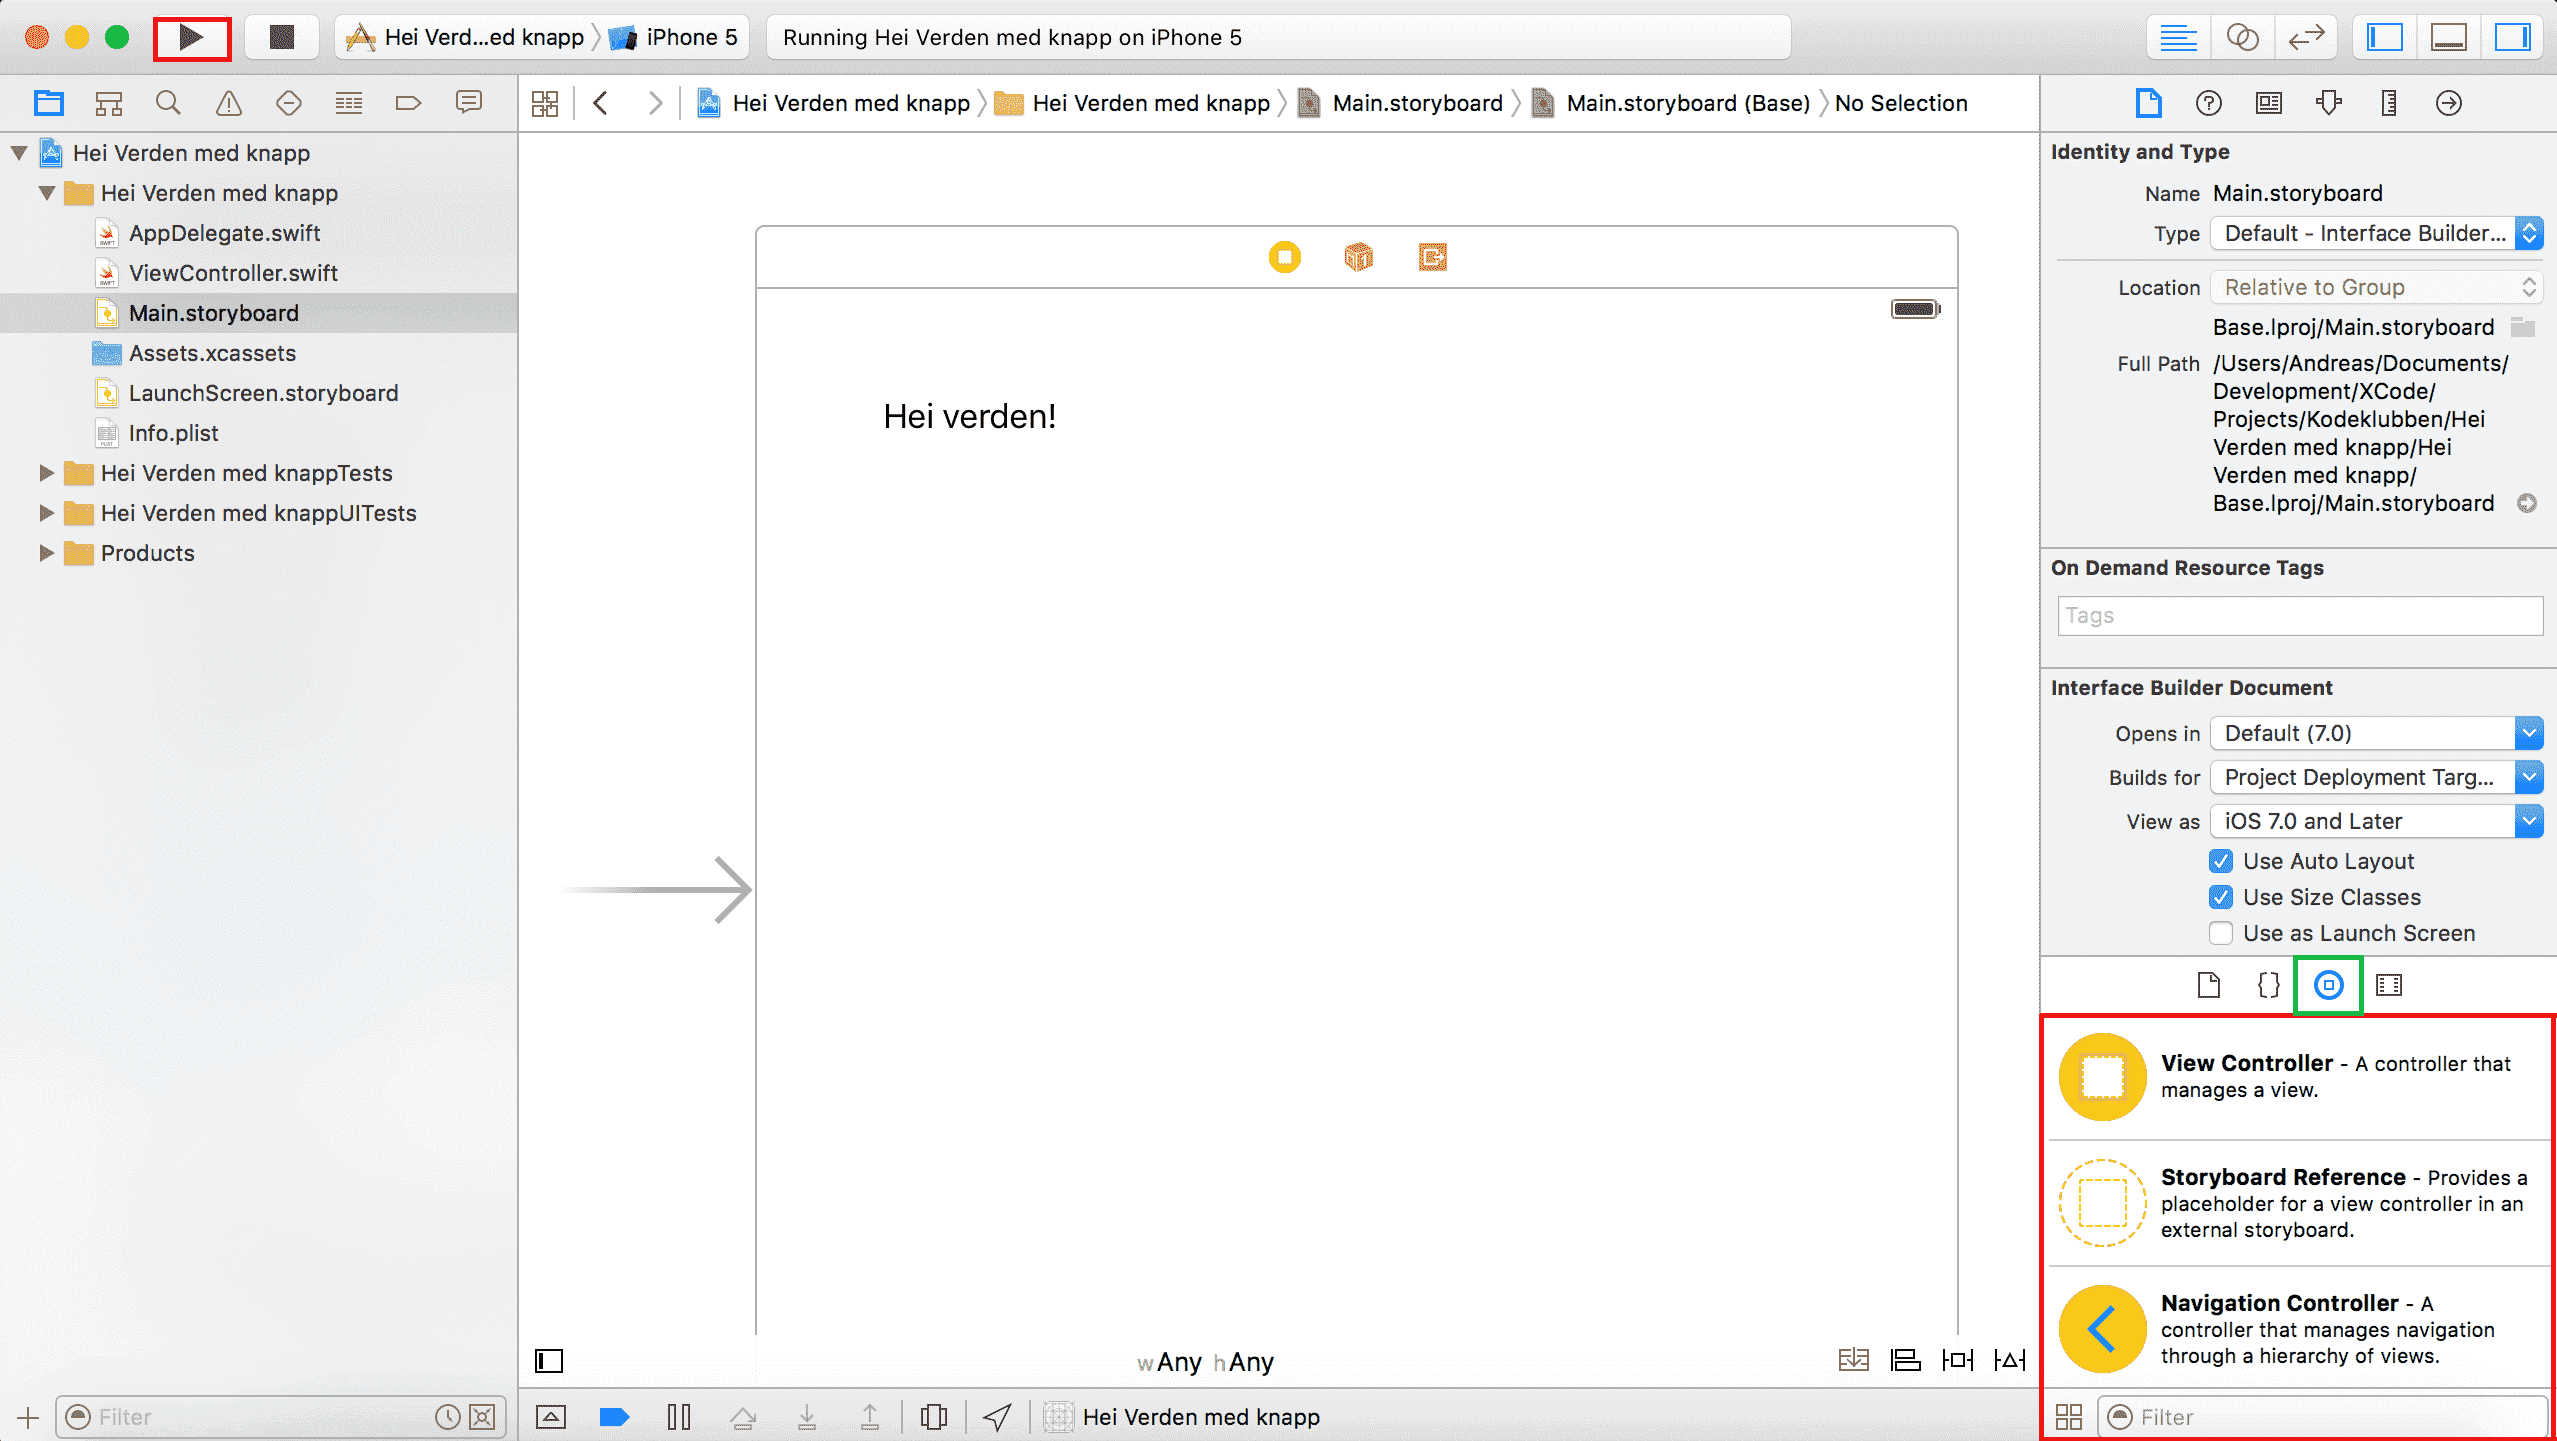 Hei Verd...ed knapp
iPhone 5
Running Hei Verden med knapp on iPhone 5
Hei Verden med knapp
Hei Verden med knapp
AppDelegate.swift
ViewController.swift
Main.storyboard
Assets.xcassets
LaunchScreen.storyboard
Info.plist
Hei Verden med knappTests
Hei Verden med knappUITests
Products
Filter
Hei Verden med knapp
Hei Verden med knapp
Main.storyboard
Main.storyboard (Base)
No Selection
Hei verden!
wAny hAny
Hei Verden med knapp
Identity and Type
Name Main.storyboard
Type Default - Interface Builder...
Location Relative to Group
Base.lproj/Main.storyboard
Full Path /Users/Andreas/Documents/
Development/XCode/
Projects/Kodeklubben/Hei
Verden med knapp/Hei
Verden med knapp/
Base.lproj/Main.storyboard
On Demand Resource Tags
Tags
Interface Builder Document
Opens in Default (7.0)
Builds for Project Deployment Targ...
View as iOS 7.0 and Later
Use Auto Layout
Use Size Classes
Use as Launch Screen
View Controller - A controller that
manages a view.
Storyboard Reference - Provides a
placeholder for a view controller in an
external storyboard.
Navigation Controller - A
controller that manages navigation
through a hierarchy of views.
Filter